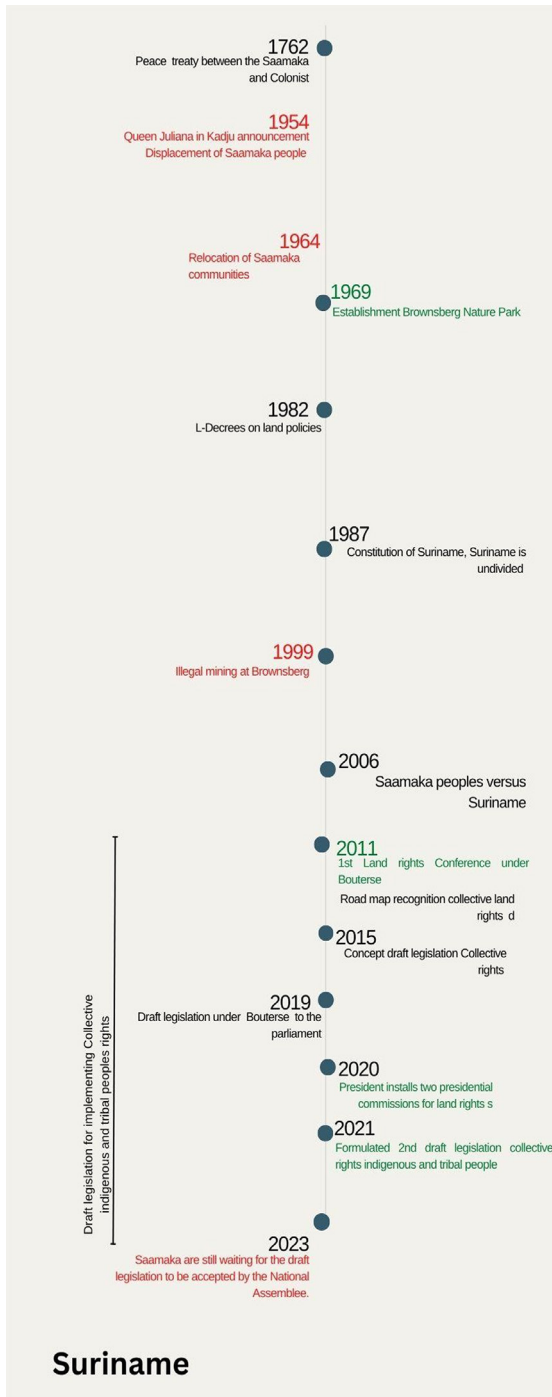 1762
Peace treaty between the Saamaka
and Colonist
1954
Queen Juliana in Kadju announcement
Displacement of Saamaka people
1964
Relocation of Saamaka
communities
1969
Establishment Brownsberg Nature Park
1982
L-Decrees on land policies
1987
Constitution of Suriname, Suriname is
undivided
1999
Illegal mining at Brownsberg
2006
Saamaka peoples versus
Suriname
2011
1st Land rights Conference under
Bouterse
Road map recognition collective land
rights d
2015
Concept draft legislation Collective
rights
2019
Draft legislation under Bouterse to the
parliament
2020
President installs two presidential
commissions for land rights s
2021
Formulated 2nd draft legislation collective
rights indigenous and tribal people
2023
Saamaka are still waiting for the draft
legislation to be accepted by the National
Assemblee.
Draft legislation for implementing Collective
indigenous and tribal peoples rights
Suriname